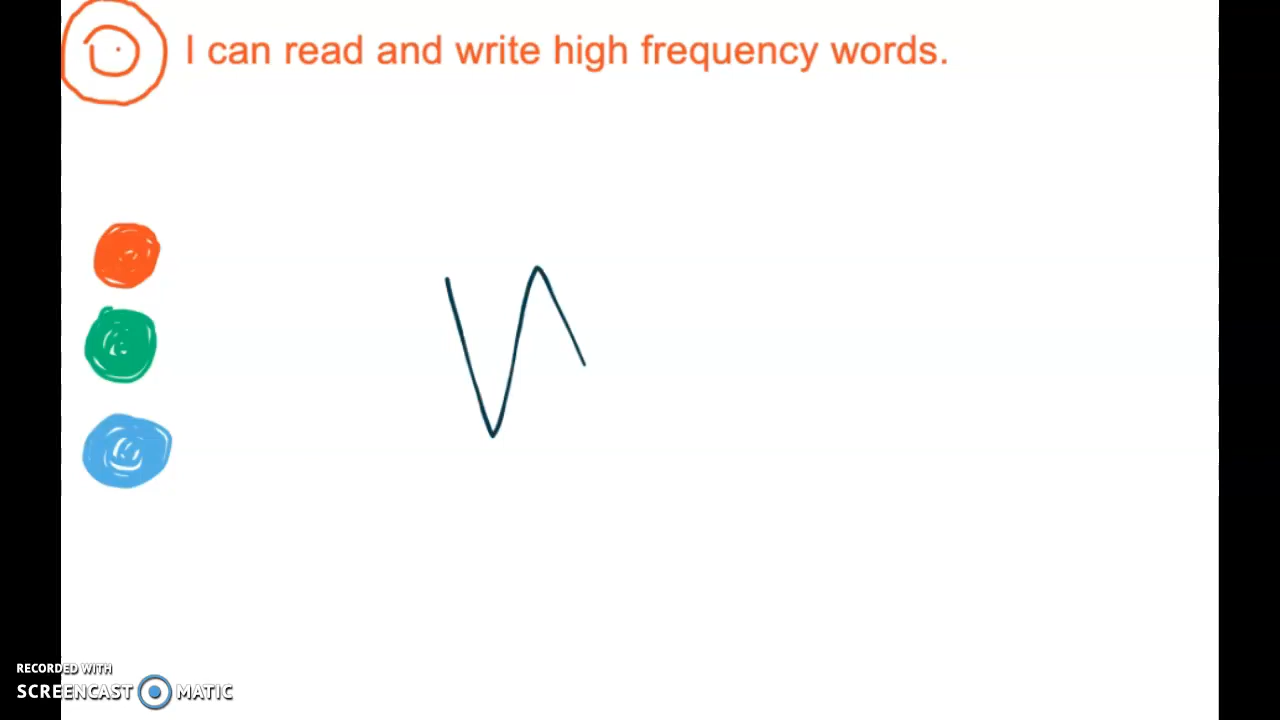 I can read and write high frequency words.
RECORDED WITH
SCREENCAST MATIC